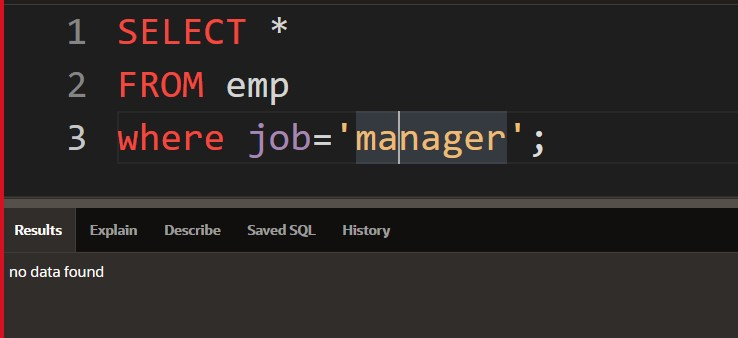 1 SELECT *
2 FROM emp
3 where job='manager';
Results Explain Describe Saved SQL History
no data found